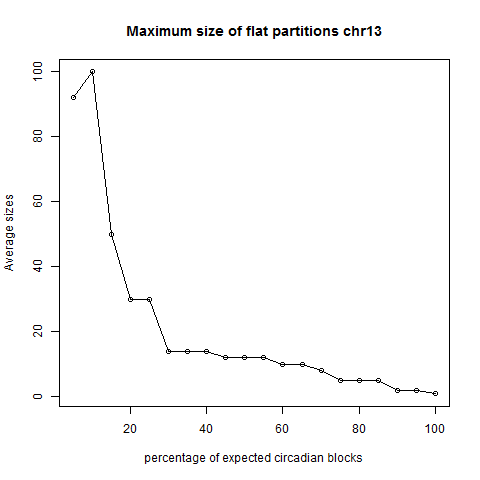 Maximum size of flat partitions chr13
Average sizes
100
80
60
40
20
0
20 40 60 80 100
percentage of expected circadian blocks